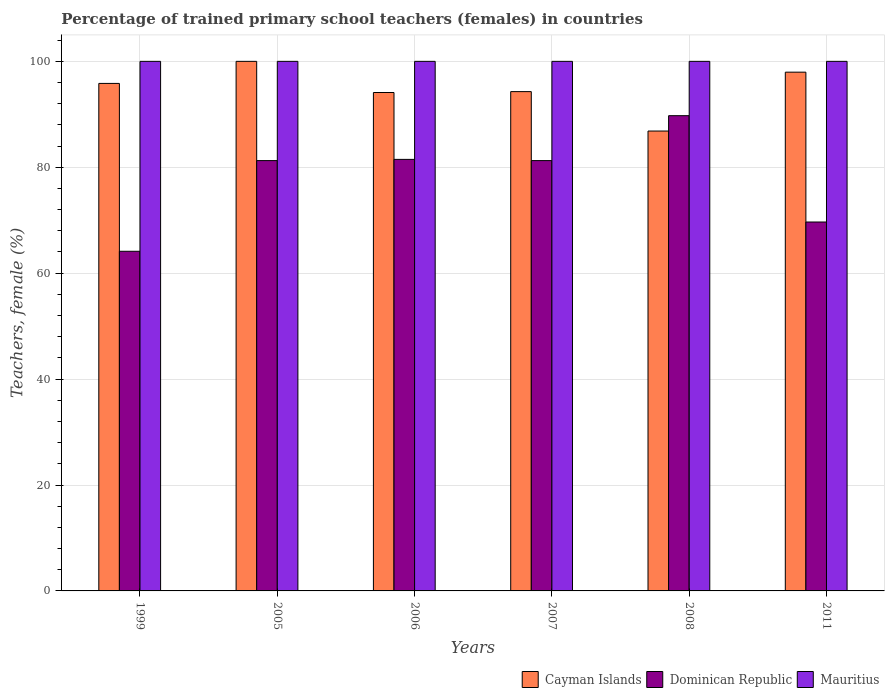 Percentage of trained primary school teachers (females) in countries
Teachers, female (%)
100
80
60
40
20
0
1999
2005
2006
2007
2008
2011
Years
Cayman Islands
Dominican Republic
Mauritius